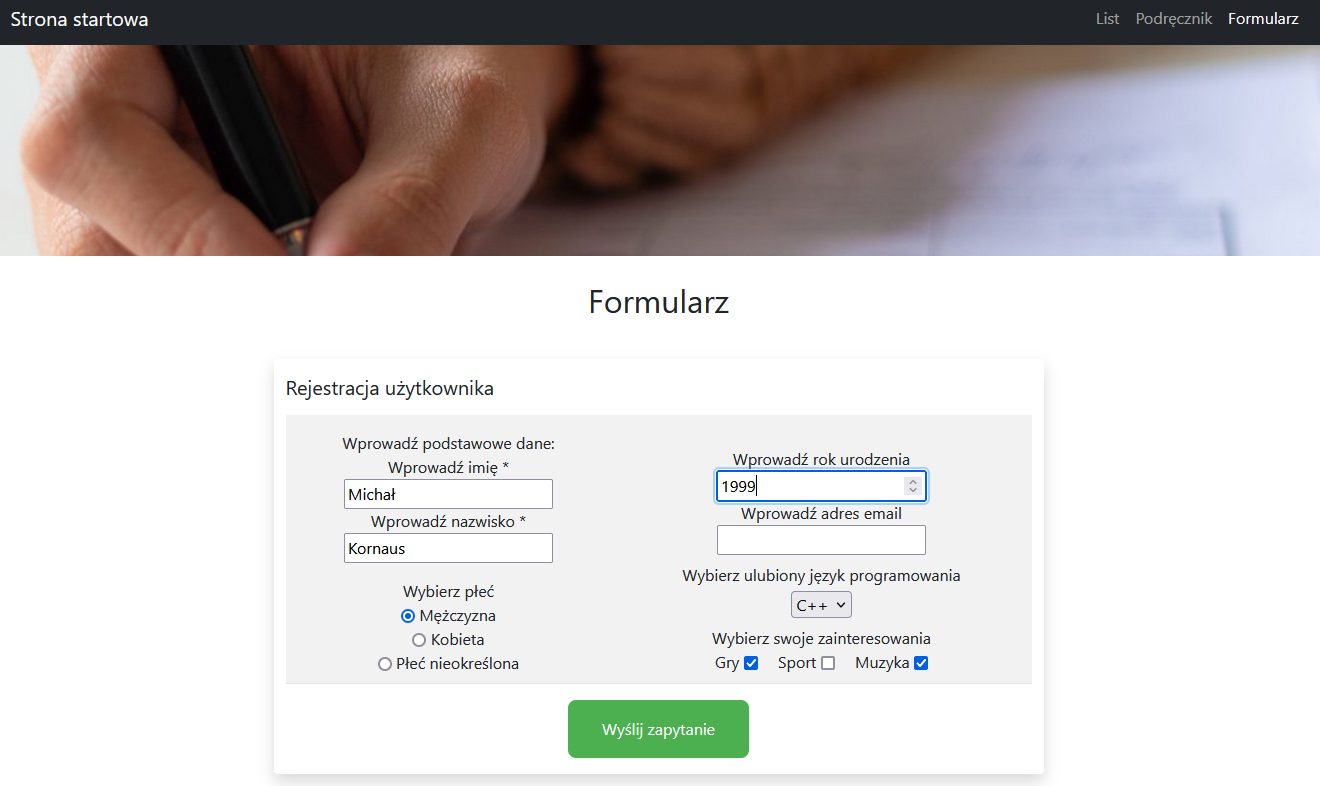 Strona startowa
List Podręcznik Formularz
Formularz
Rejestracja użytkownika
Wprowadź podstawowe dane:
Wprowadź imię *
Michał
Wprowadź nazwisko *
Kornaus
Wybierz płeć
Mężczyzna
Kobieta
Płeć nieokreślona
Wprowadź rok urodzenia
1999
Wprowadź adres email
Wybierz ulubiony język programowania
C++
Wybierz swoje zainteresowania
Gry Sport Muzyka
Wyślij zapytanie